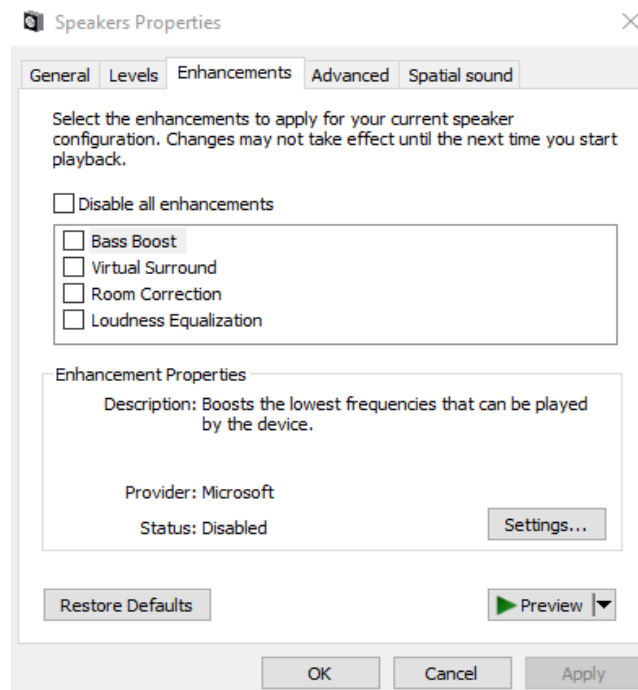 Speakers Properties
General Levels Enhancements Advanced Spatial sound
Select the enhancements to apply for your current speaker
configuration. Changes may not take effect until the next time you start
playback.
Disable all enhancements
Bass Boost
Virtual Surround
Room Correction
Loudness Equalization
Enhancement Properties
Description: Boosts the lowest frequencies that can be played
by the device.
Provider: Microsoft
Status: Disabled
Settings...
Restore Defaults
Preview
OK Cancel Apply